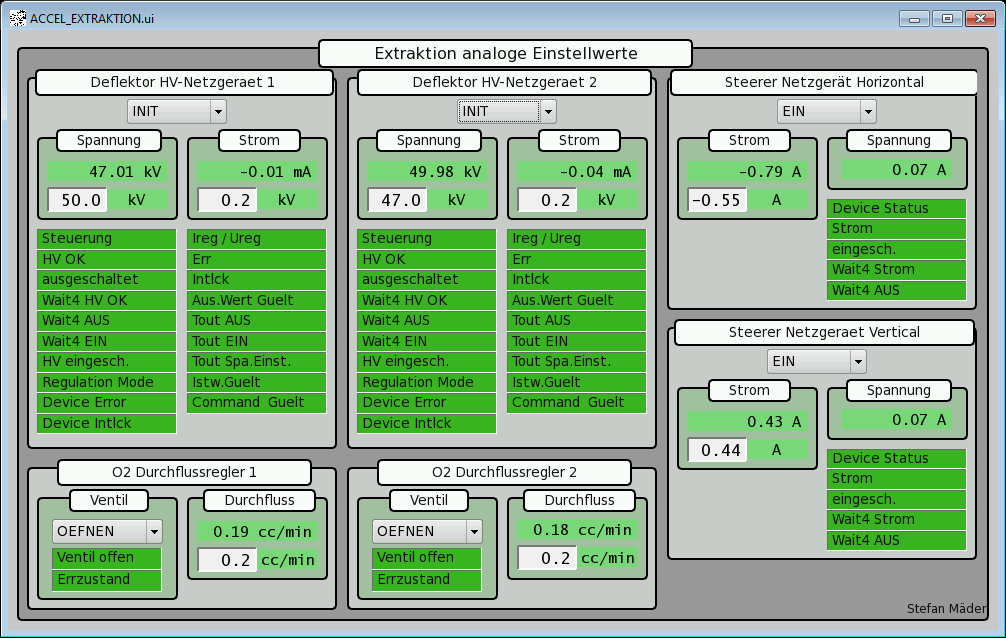 ACCEL_EXTRAKTION.ui
Extraktion analoge Einstellwerte
Deflektor HV-Netzgeraet 1
INIT
Spannung
47.01 kV
50.0 kV
Strom
-0.01 mA
0.2 kV
Steuerung
HV OK
ausgeschaltet
Wait4 HV OK
Wait4 AUS
Wait4 EIN
HV eingesch.
Regulation Mode
Device Error
Device Intlck
Ireg / Ureg
Err
Intlck
Aus.Wert Guelt
Tout AUS
Tout EIN
Tout Spa.Einst.
Istw.Guelt
Command Guelt
Deflektor HV-Netzgeraet 2
INIT
Spannung
49.98 kV
47.0 kV
Strom
-0.04 mA
0.2 kV
Steuerung
HV OK
ausgeschaltet
Wait4 HV OK
Wait4 AUS
Wait4 EIN
HV eingesch.
Regulation Mode
Device Error
Device Intlck
Ireg / Ureg
Err
Intlck
Aus.Wert Guelt
Tout AUS
Tout EIN
Tout Spa.Einst.
Istw.Guelt
Command Guelt
Steerer Netzgerät Horizontal
EIN
Strom
-0.79 A
-0.55 A
Spannung
0.07 A
Device Status
Strom
eingesch.
Wait4 Strom
Wait4 AUS
Steerer Netzgeraet Vertical
EIN
Strom
0.43 A
0.44 A
Spannung
0.07 A
Device Status
Strom
eingesch.
Wait4 Strom
Wait4 AUS
O2 Durchflussregler 1
Ventil
OEFNEN
Ventil offen
Errzustand
Durchfluss
0.19 cc/min
0.2 cc/min
O2 Durchflussregler 2
Ventil
OEFNEN
Ventil offen
Errzustand
Durchfluss
0.18 cc/min
0.2 cc/min
Stefan Mäder